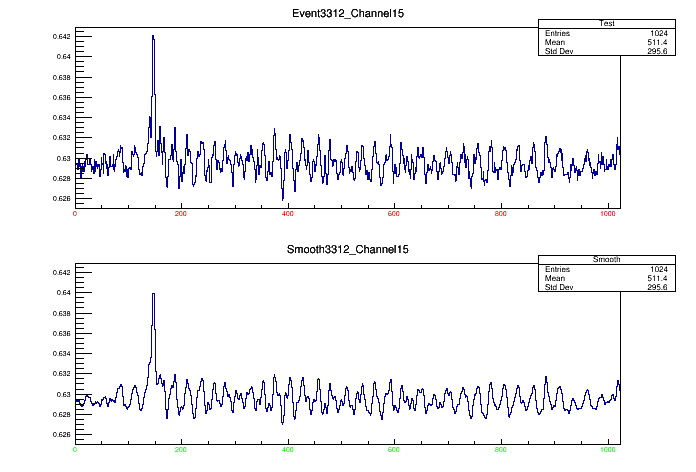 Event3312_Channel15
Test
Entries 1024
Mean 511.4
Std Dev 295.6
0.642
0.64
0.638
0.636
0.634
0.632
0.63
0.628
0.626
0 200 400 600 800 1000
Smooth3312_Channel15
Smooth
Entries 1024
Mean 511.4
Std Dev 295.6
0.642
0.64
0.638
0.636
0.634
0.632
0.63
0.628
0.626
0 200 400 600 800 1000